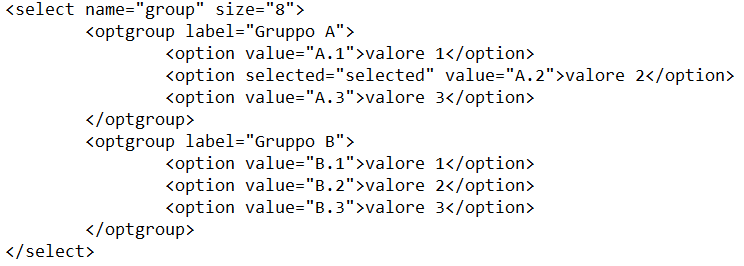 <select name="group" size="8">
        <optgroup label="Gruppo A">
                <option value="A.1">valore 1</option>
                <option selected="selected" value="A.2">valore 2</option>
                <option value="A.3">valore 3</option>
        </optgroup>
        <optgroup label="Gruppo B">
                <option value="B.1">valore 1</option>
                <option value="B.2">valore 2</option>
                <option value="B.3">valore 3</option>
        </optgroup>
</select>